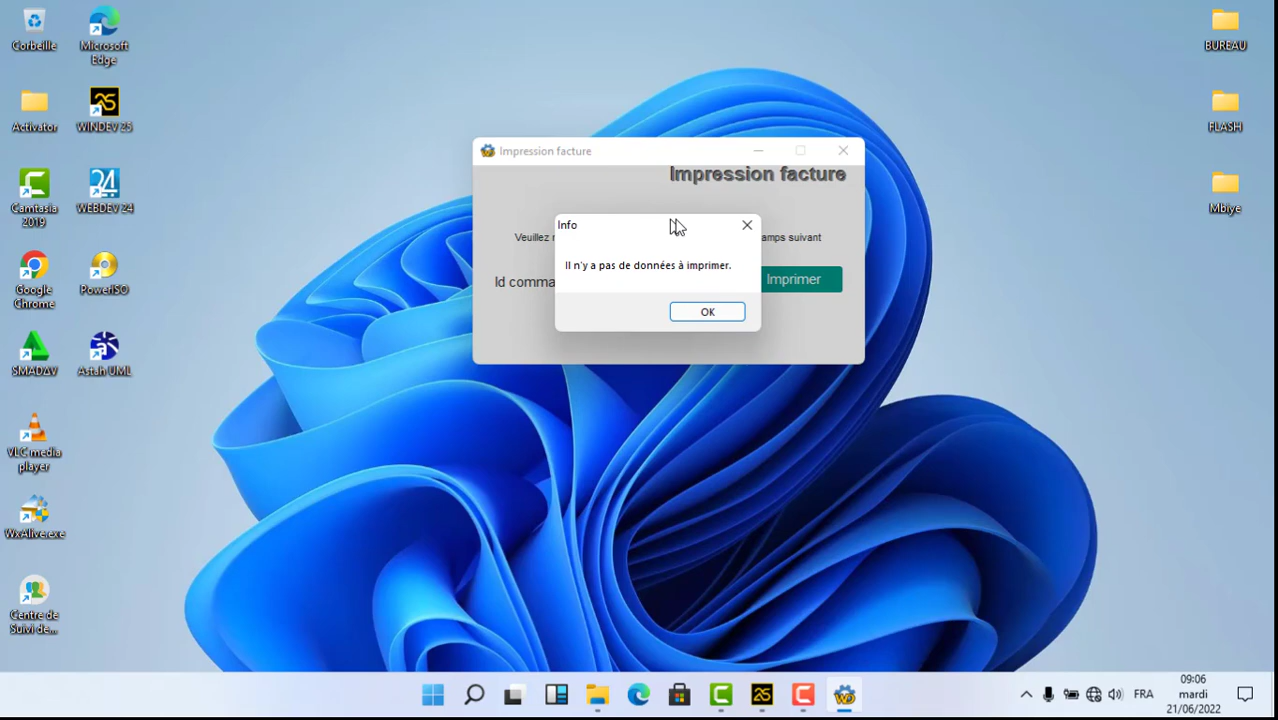 Corbeille
Microsoft
Edge
BUREAU
Activator
WINDEV 25
FLASH
Camtasia
2019
WEBDEV 24
Mbiye
Google
Chrome
PowerISO
Astah UML
VLC media
player
WxAlive.exe
Centre de
Suivi de...
Impression facture
Impression facture
Info
Veuillez
amps suivant
Il n'y a pas de données à imprimer.
Id comma
Imprimer
OK
FRA
09:06
mardi
21/06/2022